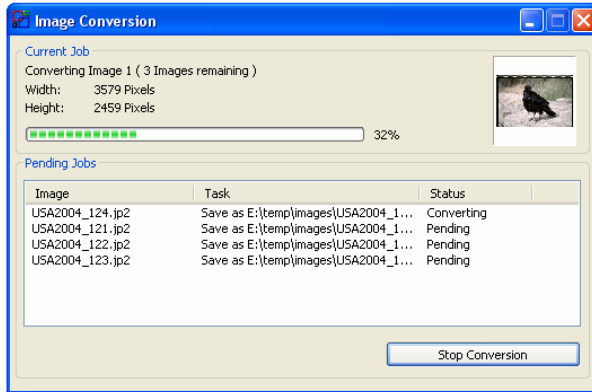 Image Conversion
Current Job
Converting Image 1 ( 3 Images remaining )
Width: 3579 Pixels
Height: 2459 Pixels
32%
Pending Jobs
Image Task Status
USA2004_124.jp2 Save as E:\temp\images\USA2004_1... Converting
USA2004_121.jp2 Save as E:\temp\images\USA2004_1... Pending
USA2004_122.jp2 Save as E:\temp\images\USA2004_1... Pending
USA2004_123.jp2 Save as E:\temp\images\USA2004_1... Pending
Stop Conversion